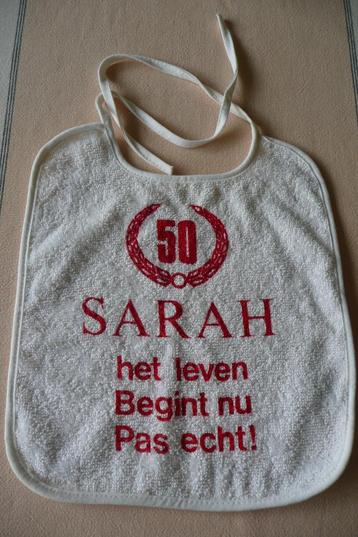 50
SARAH
het leven
Begint nu
Pas echt!